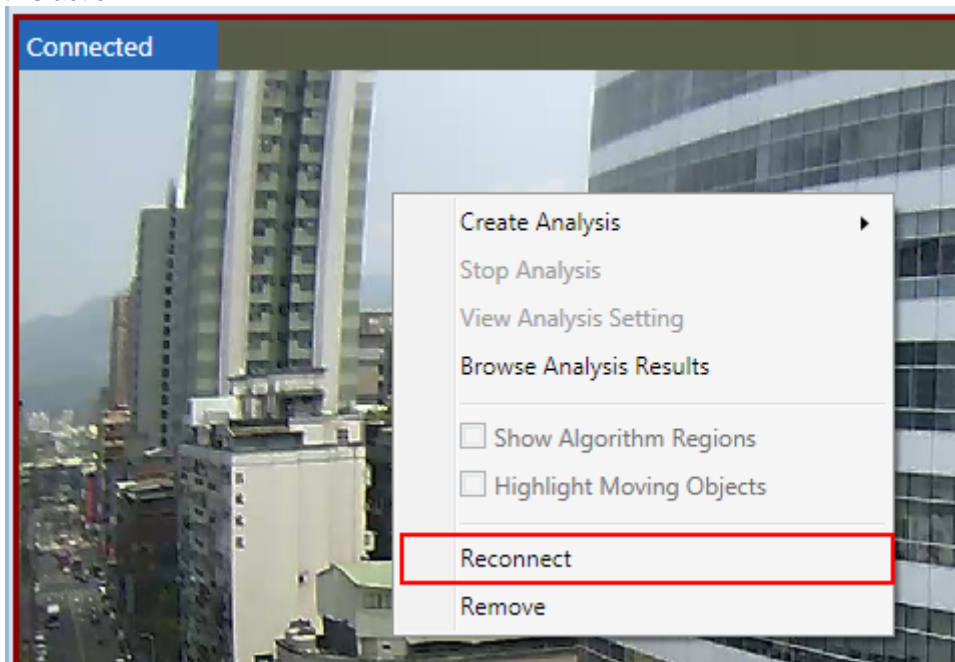 Connected
Create Analysis
Stop Analysis
View Analysis Setting
Browse Analysis Results
Show Algorithm Regions
Highlight Moving Objects
Reconnect
Remove